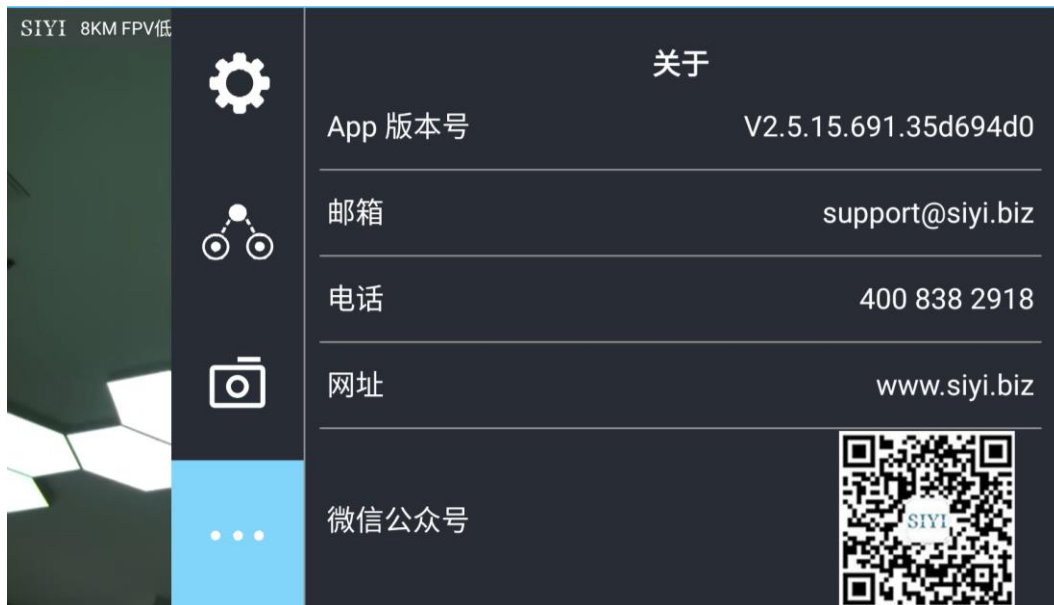 SIYI 8KM FPV低
关于
App 版本号 V2.5.15.691.35d694d0
邮箱 support@siyi.biz
电话 400 838 2918
网址 www.siyi.biz
微信公众号
SIYI